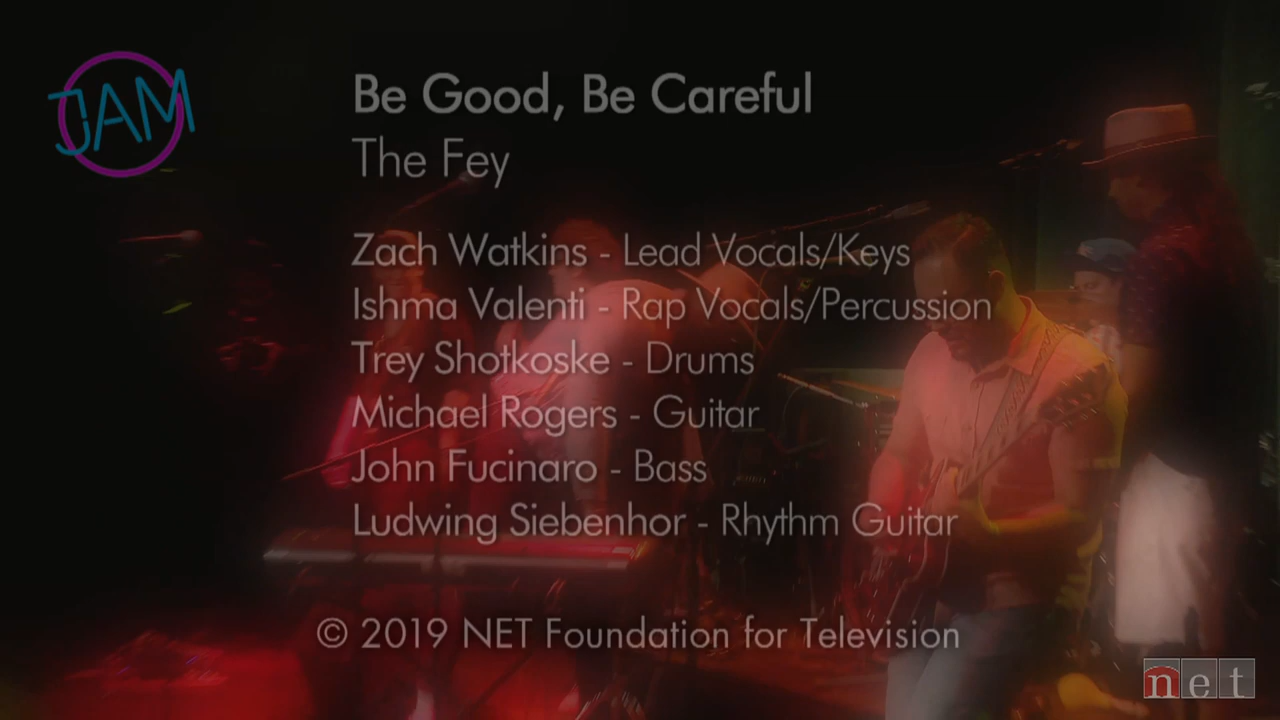 JAM
Be Good, Be Careful
The Fey
Zach Watkins - Lead Vocals/Keys
Ishma Valenti - Rap Vocals/Percussion
Trey Shotkoske - Drums
Michael Rogers - Guitar
John Fucinaro - Bass
Ludwing Siebenhor - Rhythm Guitar
© 2019 NET Foundation for Television
net